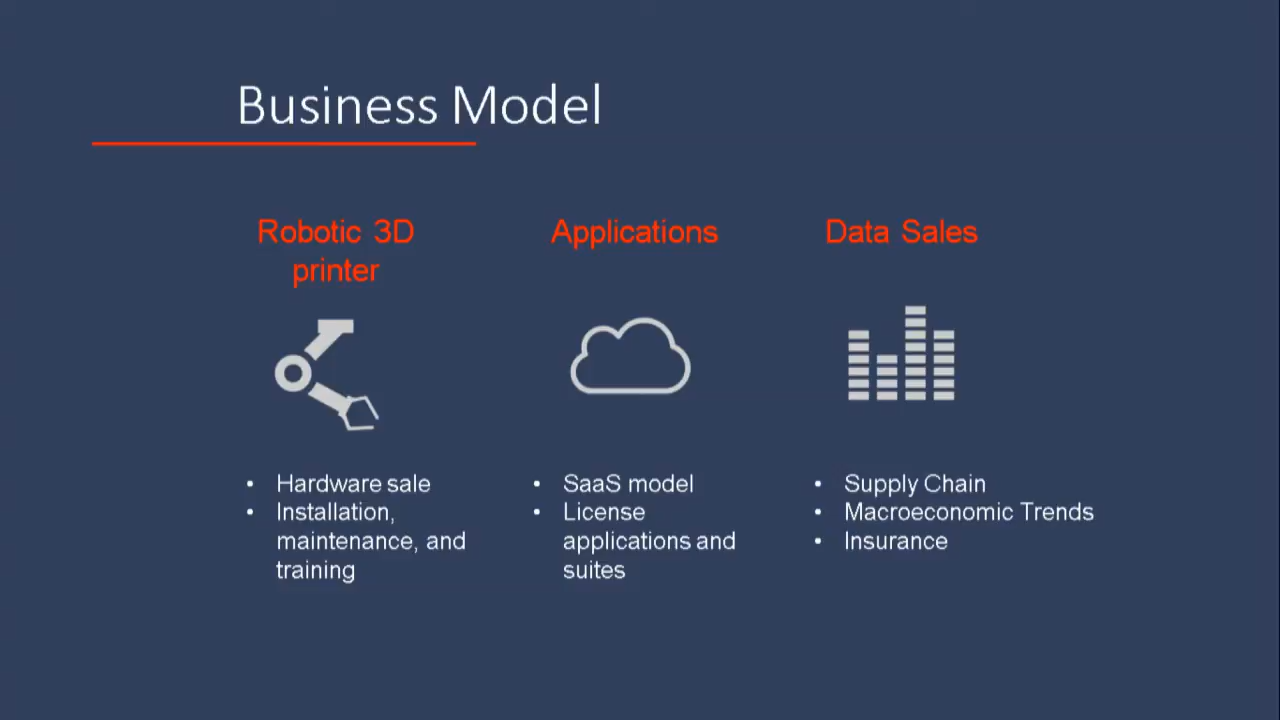 Business Model
Robotic 3D
printer
Applications
Data Sales
• Hardware sale
• Installation,
maintenance, and
training
• SaaS model
• License
applications and
suites
• Supply Chain
• Macroeconomic Trends
• Insurance